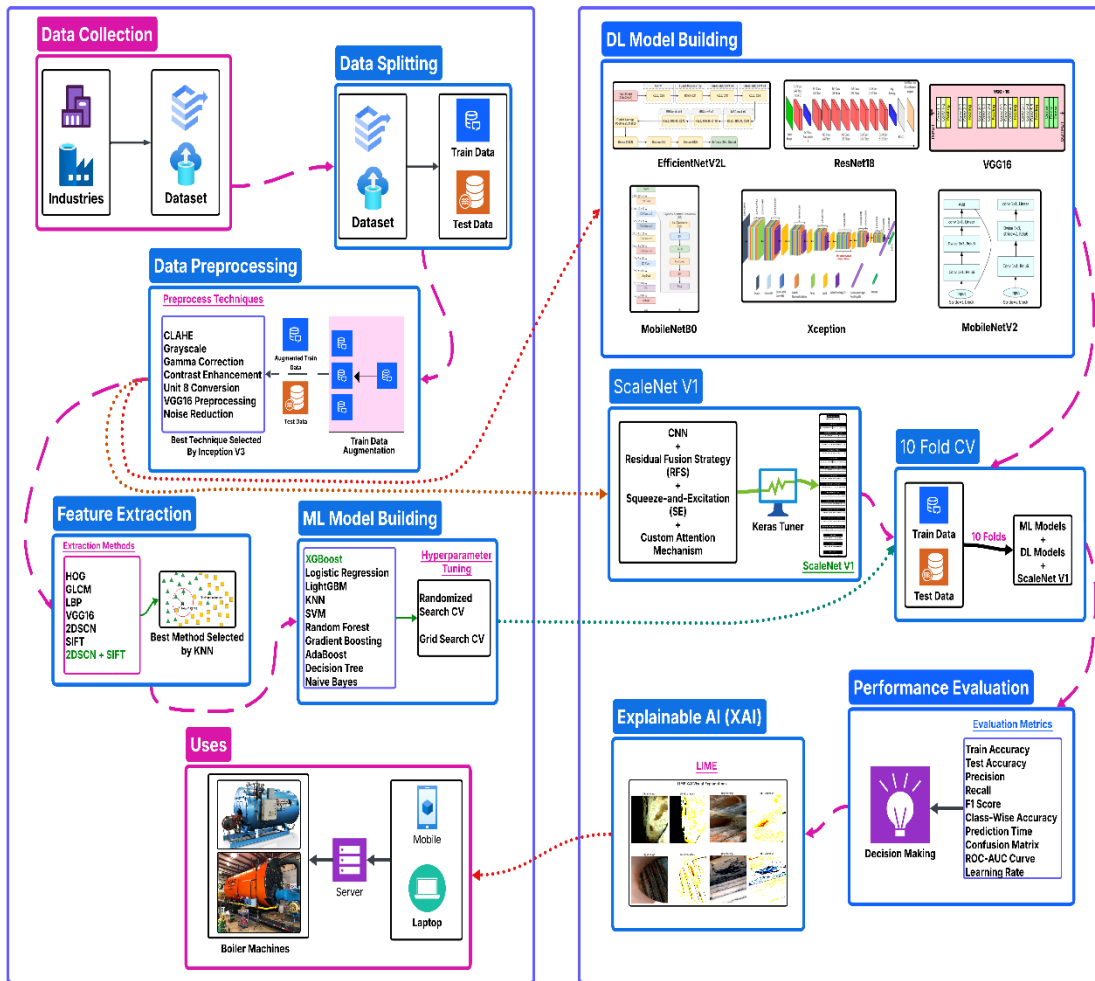 Data Collection
Industries
Dataset
Data Splitting
Dataset
Train Data
Test Data
Data Preprocessing
Preprocess Techniques
CLAHE
Grayscale
Gamma Correction
Contrast Enhancement
Unit 8 Conversion
VGG16 Preprocessing
Noise Reduction
Best Technique Selected
By Inception V3
Augmented Train
Data
Test Data
Train Data
Augmentation
Feature Extraction
Extraction Methods
HOG
GLCM
LBP
VGG16
2DSCN
SIFT
2DSCN + SIFT
Best Method Selected
by KNN
ML Model Building
XGBoost
Logistic Regression
LightGBM
KNN
SVM
Random Forest
Gradient Boosting
AdaBoost
Decision Tree
Naive Bayes
Hyperparameter
Tuning
Randomized
Search CV
Grid Search CV
Uses
Boiler Machines
Server
Mobile
Laptop
DL Model Building
EfficientNetV2L
ResNet18
VGG-16
VGG16
MobileNetB0
Xception
MobileNetV2
ScaleNet V1
CNN
+
Residual Fusion Strategy
(RFS)
+
Squeeze-and-Excitation
(SE)
+
Custom Attention
Mechanism
Keras Tuner
ScaleNet V1
10 Fold CV
Train Data
Test Data
10 Folds
ML Models
+
DL Models
+
ScaleNet V1
Explainable AI (XAI)
LIME
Performance Evaluation
Evaluation Metrics
Train Accuracy
Test Accuracy
Precision
Recall
F1 Score
Class-Wise Accuracy
Prediction Time
Confusion Matrix
ROC-AUC Curve
Learning Rate
Decision Making